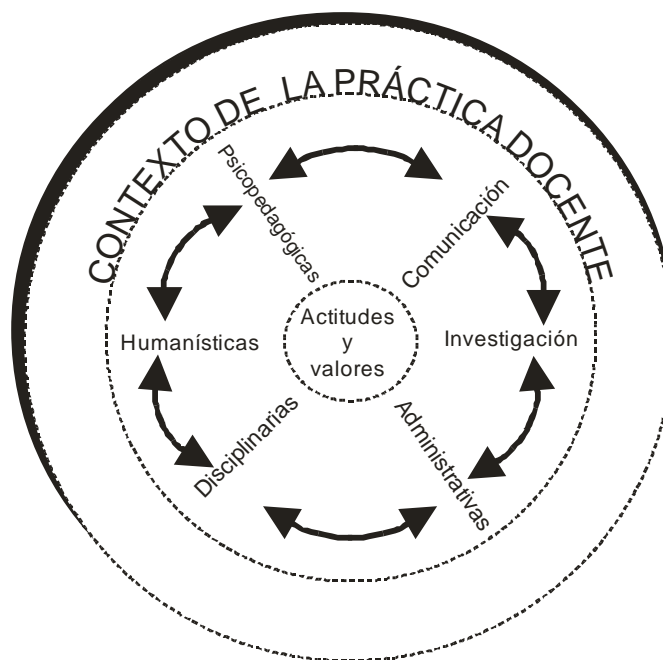 CONTEXTO DE LA PRÁCTICA DOCENTE
Psicopedagógicas
Comunicación
Humanísticas
Actitudes
y
valores
Investigación
Disciplinarias
Administrativas